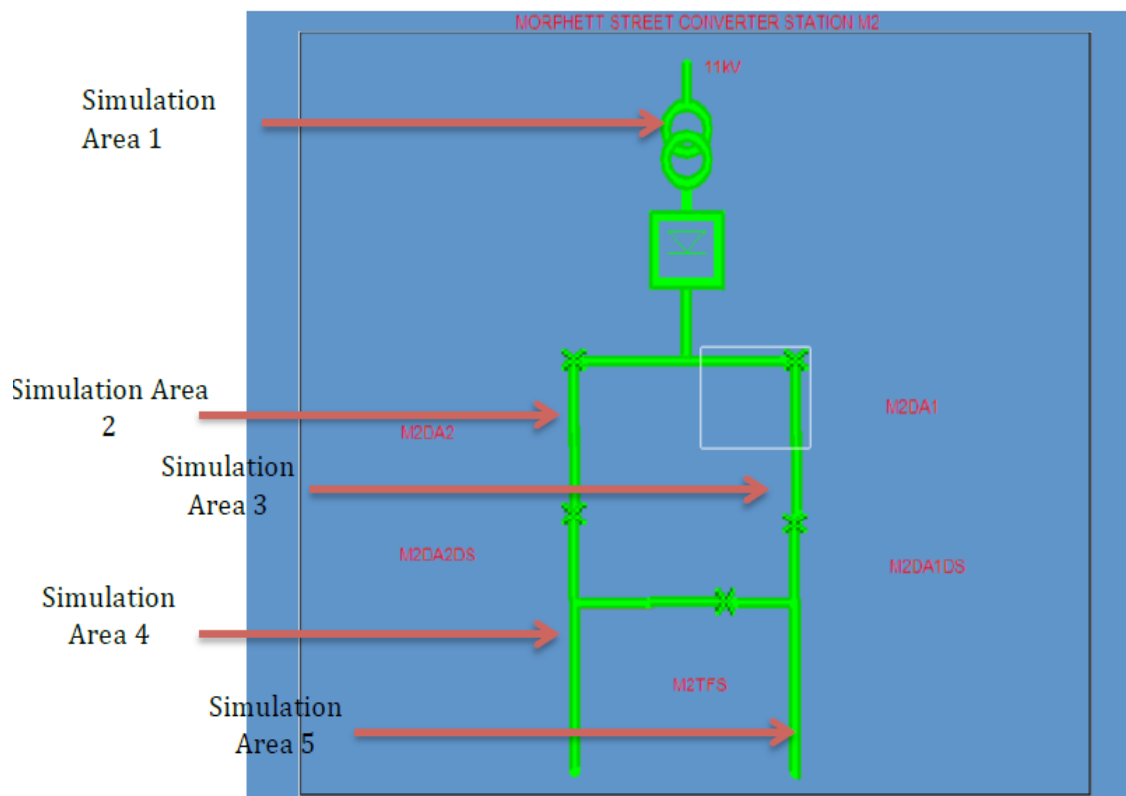 MORPHETT STREET CONVERTER STATION M2
11kV
Simulation
Area 1
Simulation Area
2
M2DA2
M2DA1
Simulation
Area 3
M2DA2DS
M2DA1DS
Simulation
Area 4
M2TFS
Simulation
Area 5